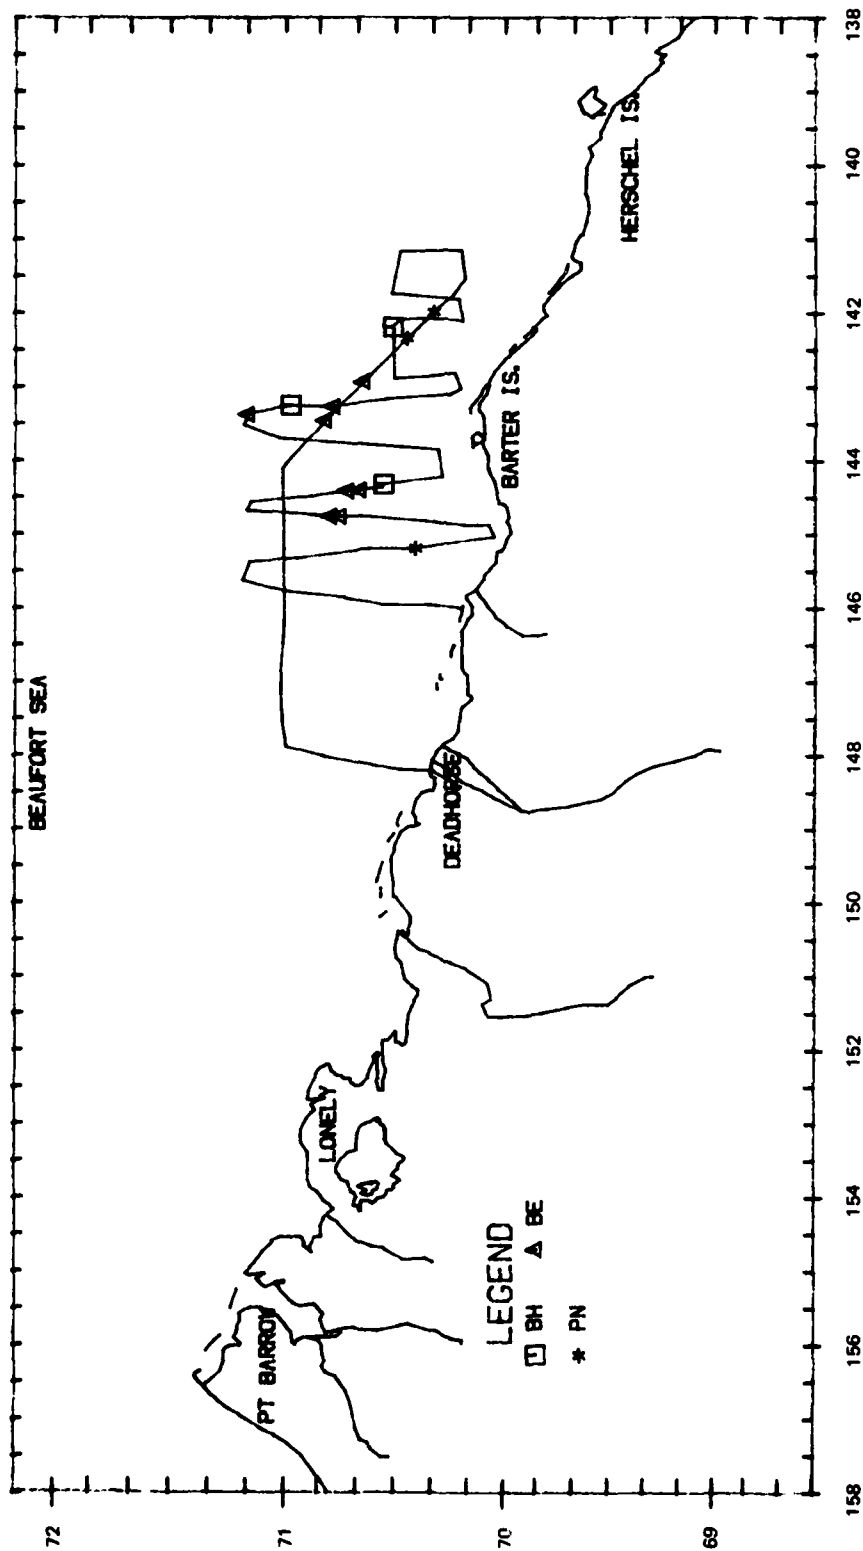 BEAUFORT SEA
72
71
70
69
158
156
154
152
150
148
146
144
142
140
138
PT BARROW
LONELY
DEADHORSE
BARTER IS.
HERSCHEL IS.
LEGEND
BH
BE
PN